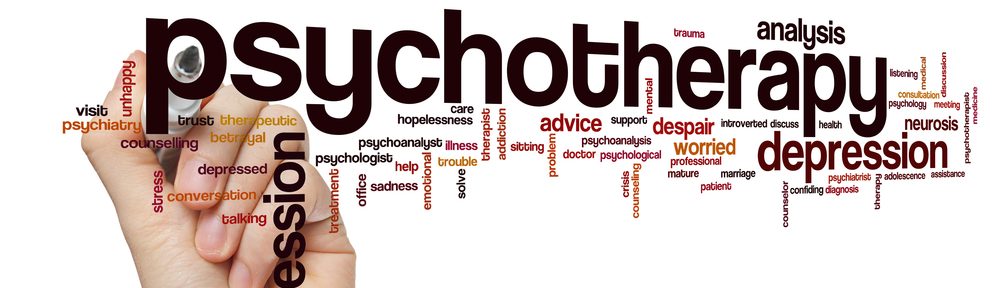 psychotherapy
analysis
trauma
unhappy
visit
psychiatry
trust
therapeutic
counselling
betrayal
depressed
stress
conversation
talking
ession
care
hopelessness
psychoanalyst
illness
psychologist
help
trouble
treatment
office
sadness
emotional
solve
therapist
addiction
sitting
advice
support
mental
problem
psychoanalysis
doctor
psychological
crisis
counseling
despair
worried
professional
mature
marriage
patient
introverted
discuss
health
depression
counselor
confiding
diagnosis
psychiatrist
therapy
adolescence
assistance
listening
medical
discussion
consultation
psychology
meeting
neurosis
psychotherapist
medicine